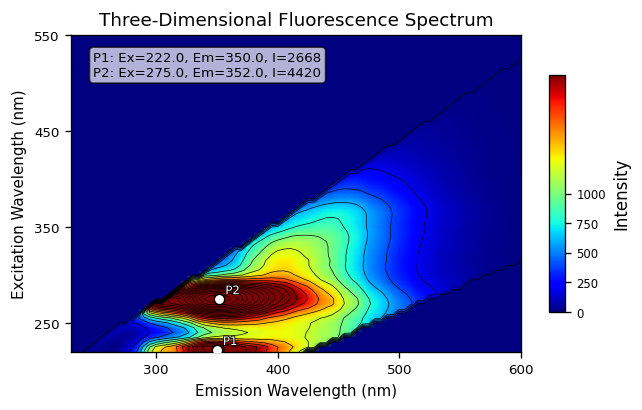 Three-Dimensional Fluorescence Spectrum
P1: Ex=222.0, Em=350.0, I=2668
P2: Ex=275.0, Em=352.0, I=4420
550
450
350
250
Excitation Wavelength (nm)
P2
P1
300
400
500
600
Emission Wavelength (nm)
1000
750
500
250
0
Intensity